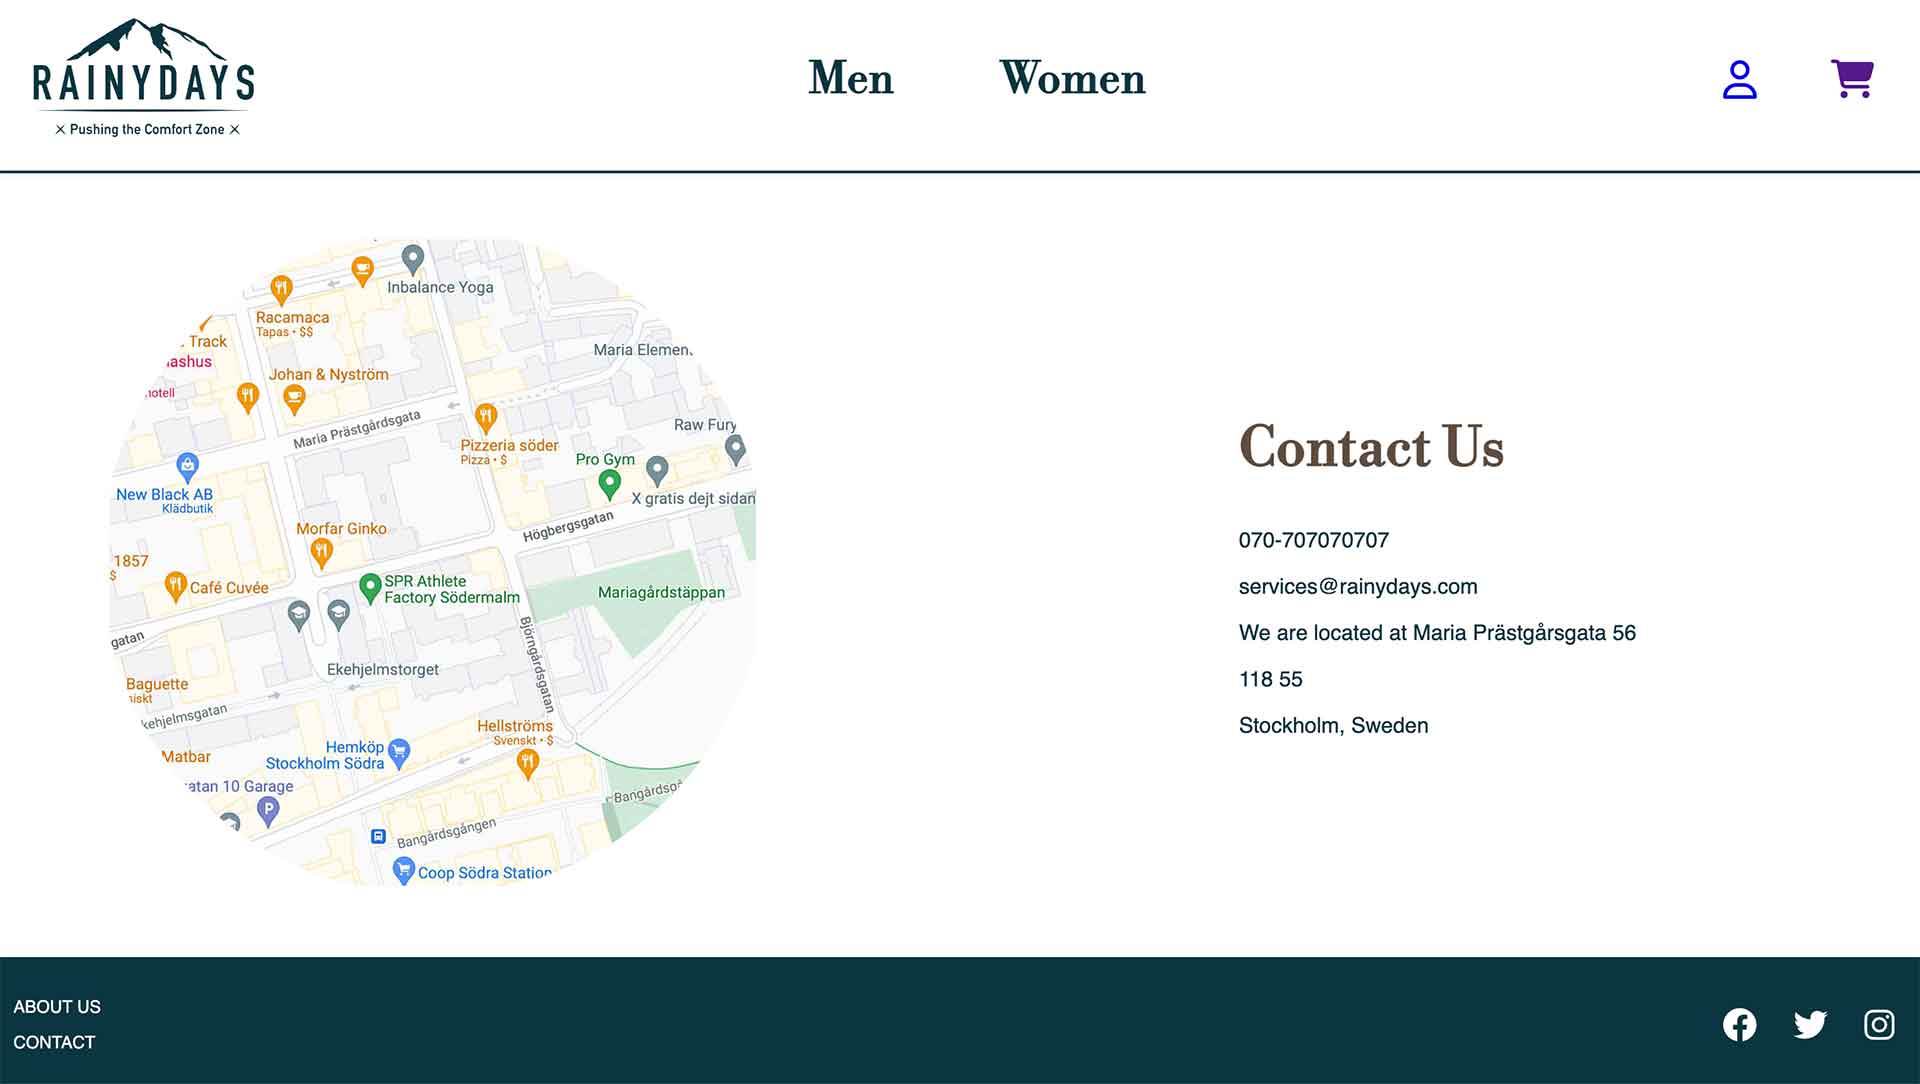 RAINYDAYS
× Pushing the Comfort Zone ×
Men
Women
Inbalance Yoga
Racamaca
Tapas • $$
Track
Maria Elemen
Johan & Nyström
Maria Prästgårdsgata
Raw Fury
Pizzeria söder
Pizza • $
Pro Gym
X gratis dejt sidan
New Black AB
Klädbutik
Högbergsgatan
Morfar Ginko
1857
$
Café Cuvée
SPR Athlete
Factory Södermalm
Mariagårdstäppan
gatan
Björngårdsgatan
Ekehjelmstorget
Baguette
kehjelmsgatan
Hellströms
Svenskt • $
Hemköp
Stockholm Södra
Matbar
atan 10 Garage
P
Bangårdsg
Bangårdsgången
Coop Södra Station
Contact Us
070-707070707
services@rainydays.com
We are located at Maria Prästgårsgata 56
118 55
Stockholm, Sweden
ABOUT US
CONTACT